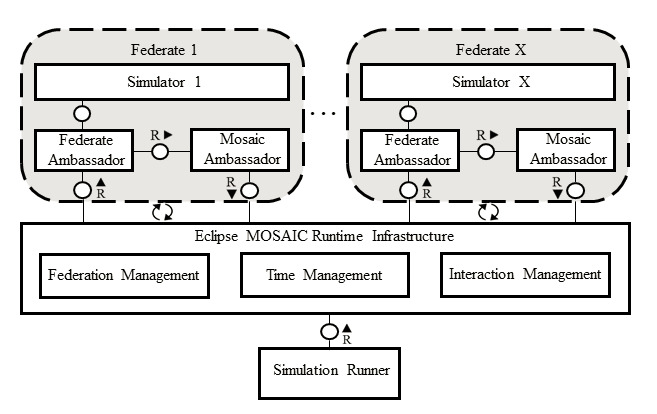 Federate 1
Simulator 1
Federate
Ambassador
R ►
Mosaic
Ambassador
▲
R
R
▼
. . .
Federate X
Simulator X
Federate
Ambassador
R ►
Mosaic
Ambassador
▲
R
R
▼
Eclipse MOSAIC Runtime Infrastructure
Federation Management
Time Management
Interaction Management
▲
R
Simulation Runner